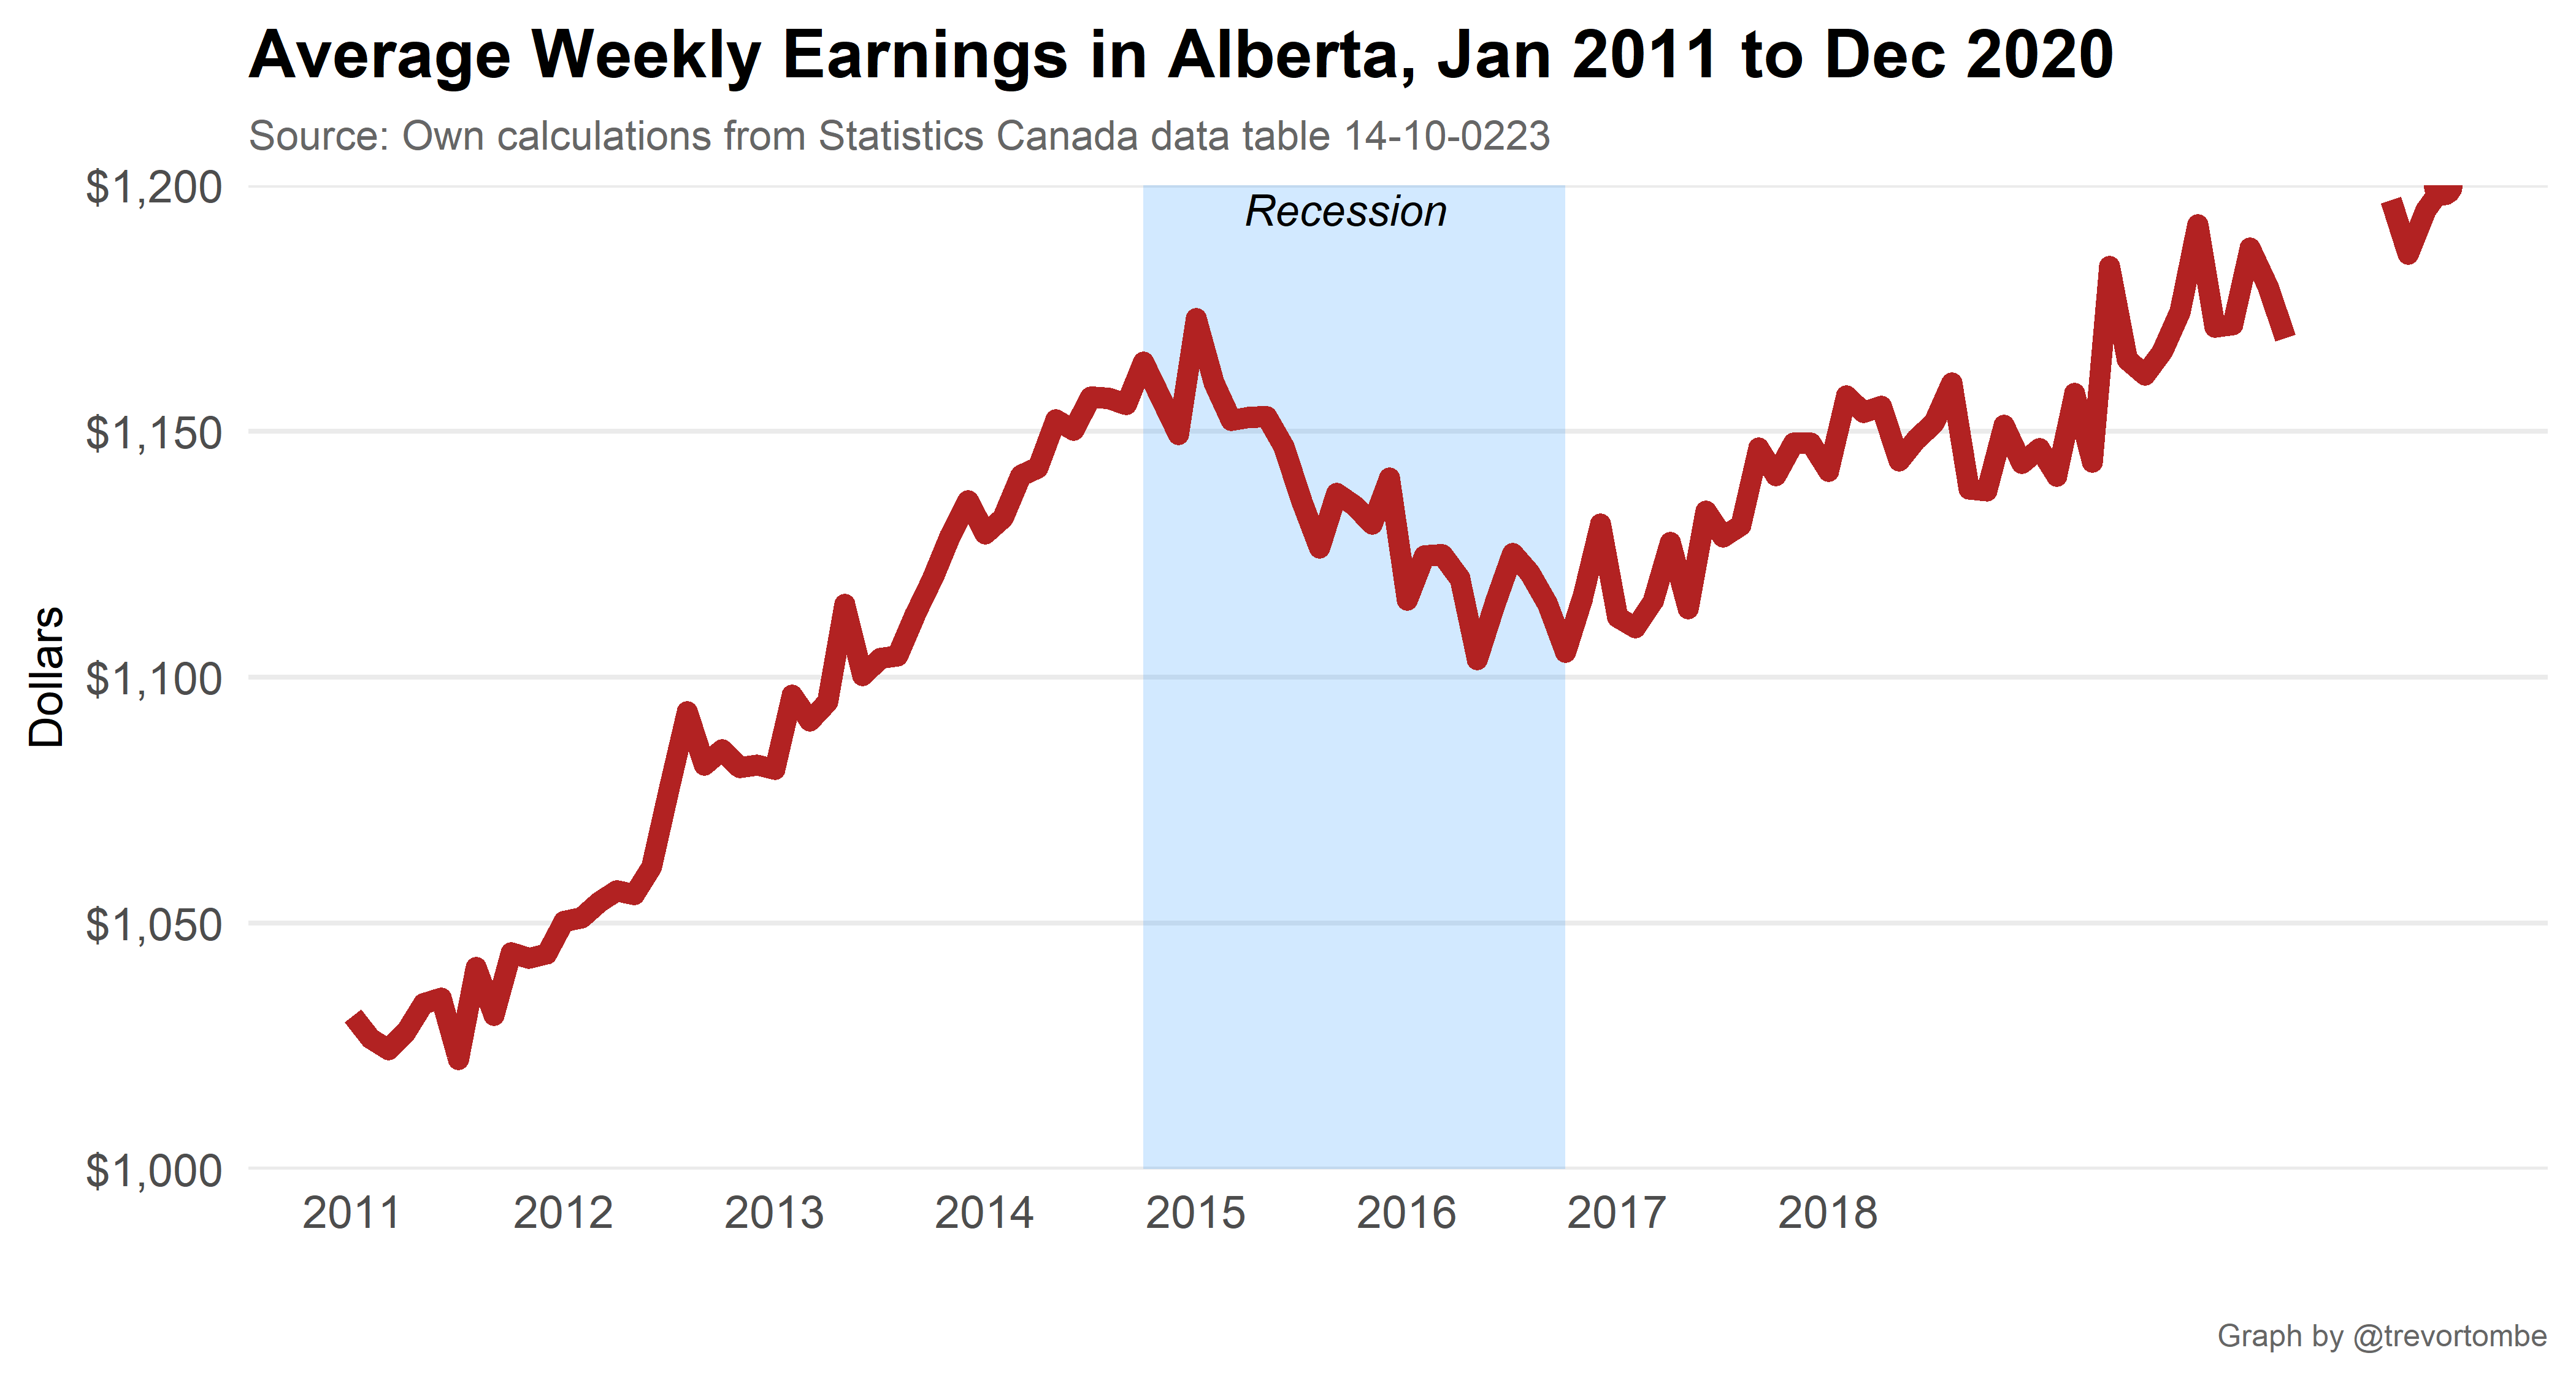 Average Weekly Earnings in Alberta, Jan 2011 to Dec 2020
Source: Own calculations from Statistics Canada data table 14-10-0223
$1,200
Recession
$1,150
$1,100
Dollars
$1,050
$1,000
2011 2012 2013 2014 2015 2016 2017 2018
Graph by @trevortombe